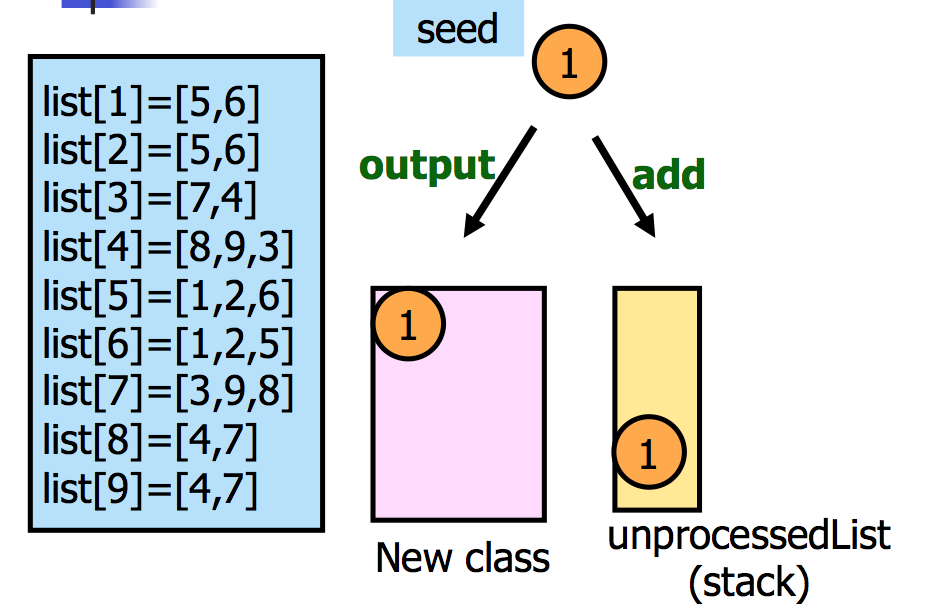 seed
1
list[1]=[5,6]
list[2]=[5,6]
list[3]=[7,4]
list[4]=[8,9,3]
list[5]=[1,2,6]
list[6]=[1,2,5]
list[7]=[3,9,8]
list[8]=[4,7]
list[9]=[4,7]
output
add
1
1
New class
unprocessedList
(stack)